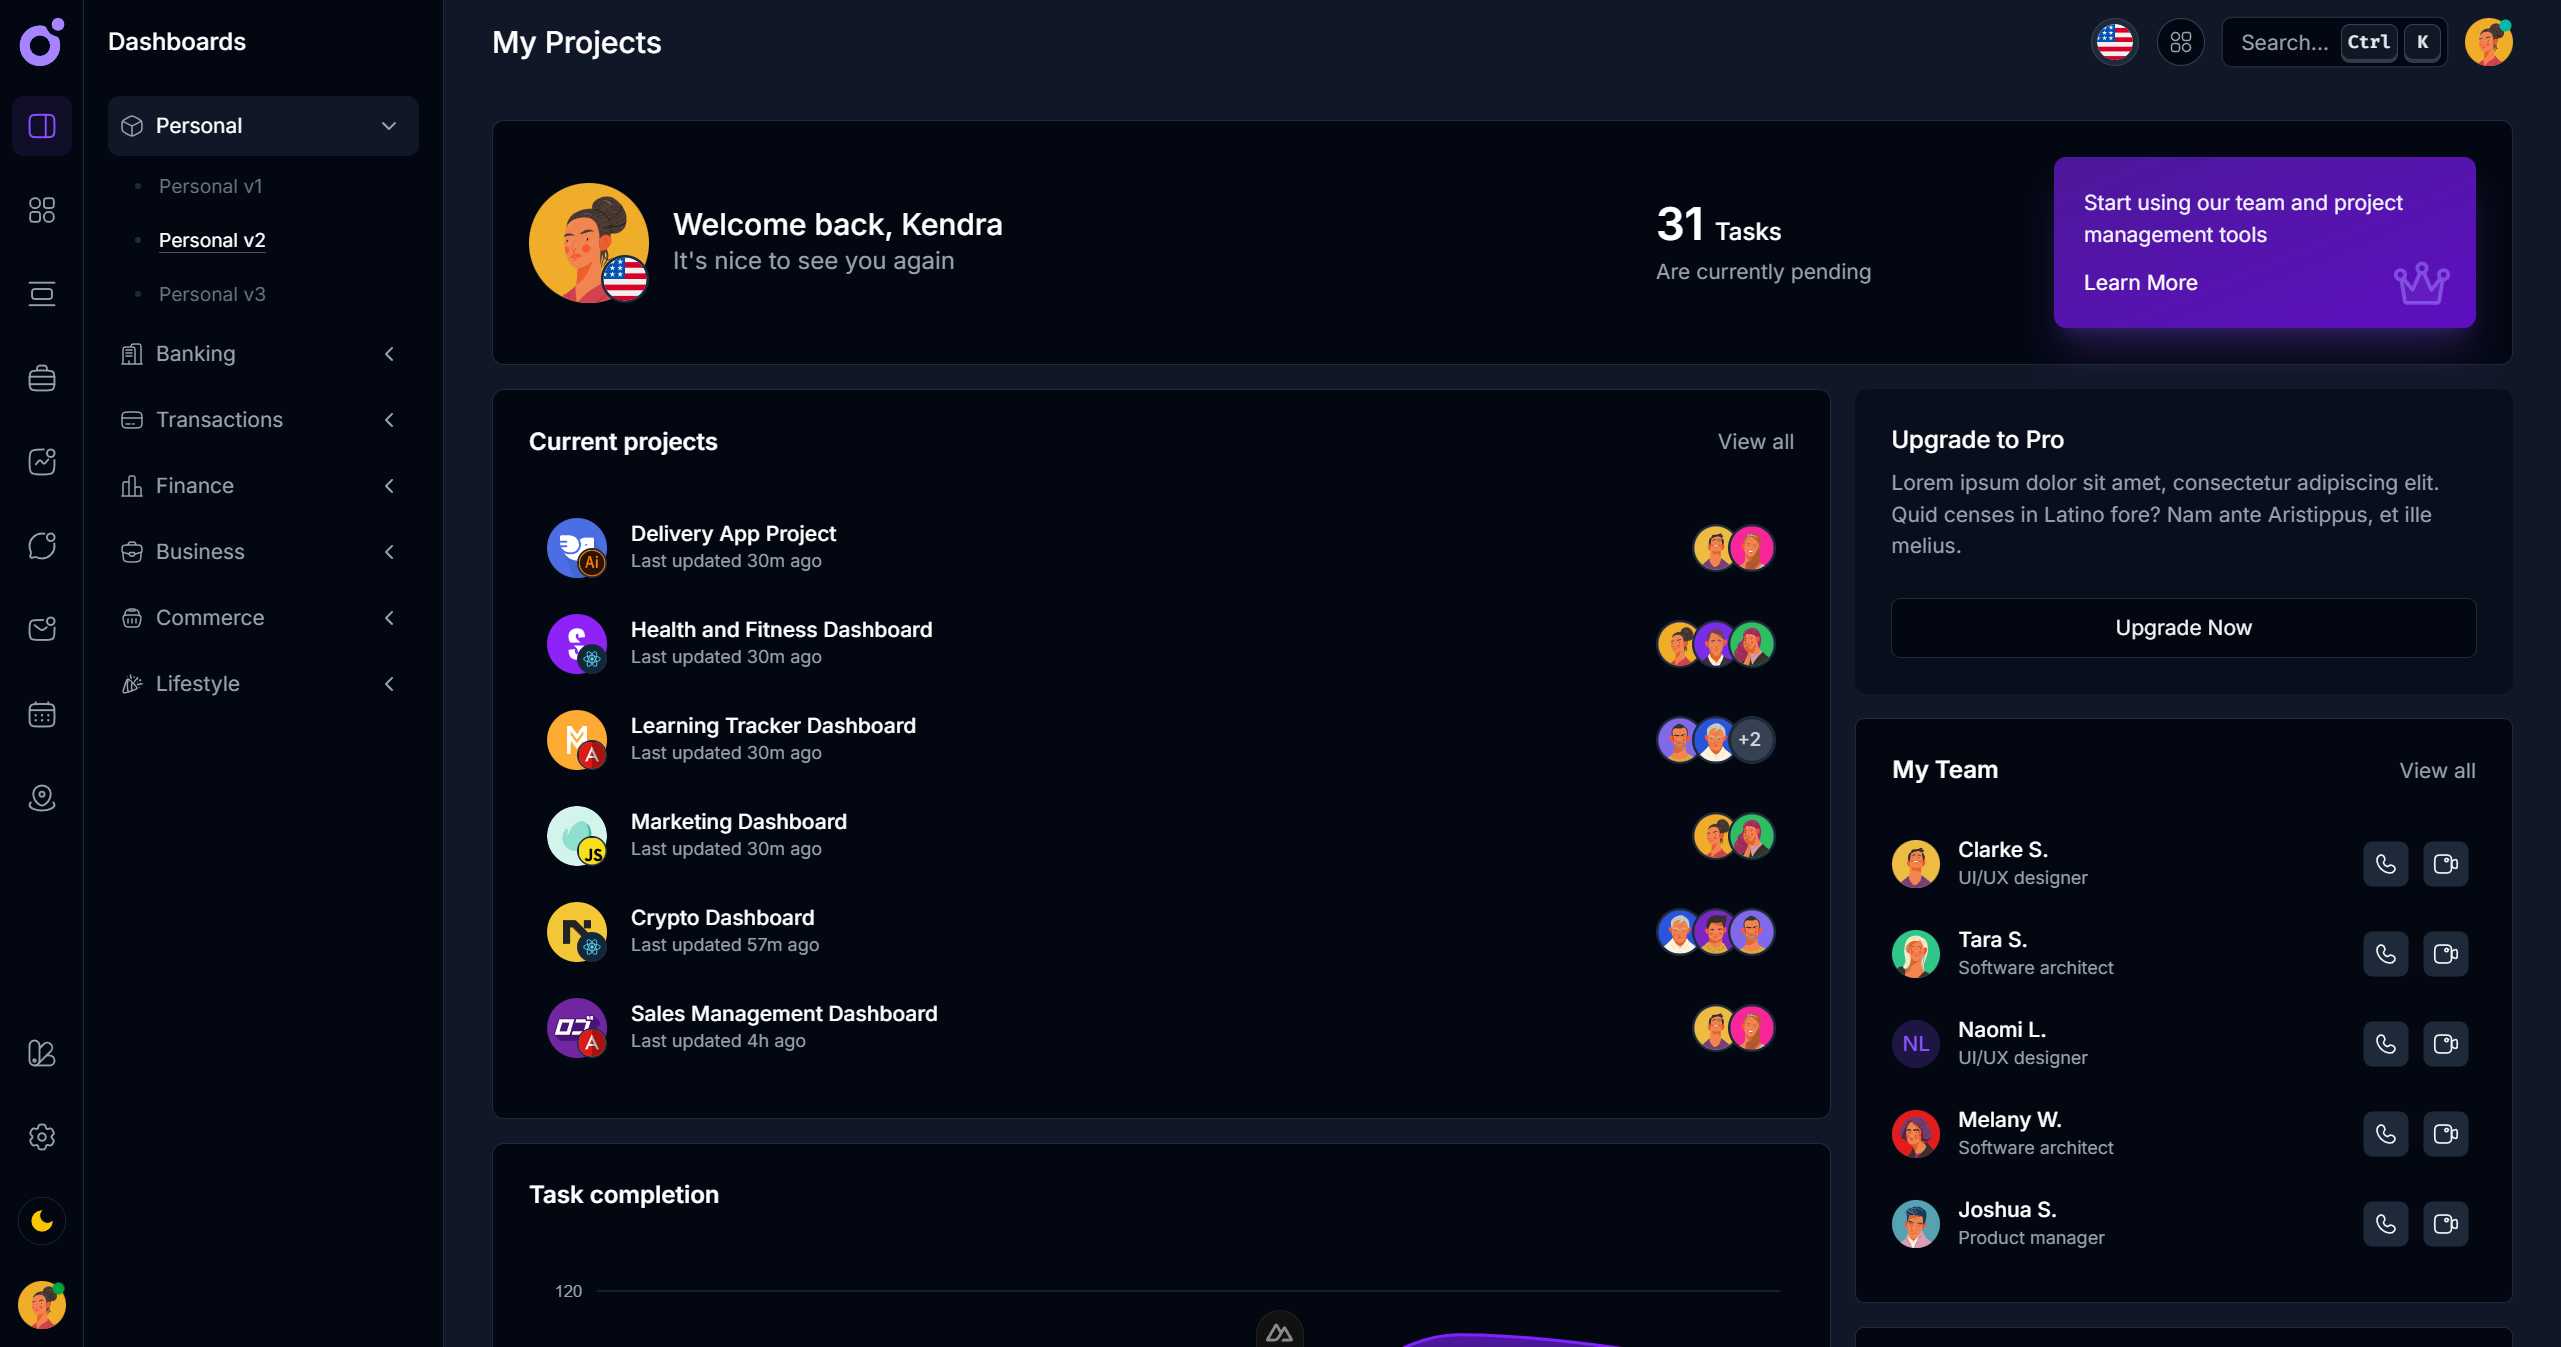 Dashboards
Personal
Personal v1
Personal v2
Personal v3
Banking
Transactions
Finance
Business
Commerce
Lifestyle
My Projects
Search... Ctrl K
Welcome back, Kendra
It's nice to see you again
31 Tasks
Are currently pending
Start using our team and project
management tools
Learn More
Current projects
View all
Ai
Delivery App Project
Last updated 30m ago
Health and Fitness Dashboard
Last updated 30m ago
Learning Tracker Dashboard
Last updated 30m ago
+2
JS
Marketing Dashboard
Last updated 30m ago
Crypto Dashboard
Last updated 57m ago
ロゴ
Sales Management Dashboard
Last updated 4h ago
Task completion
120
Upgrade to Pro
Lorem ipsum dolor sit amet, consectetur adipiscing elit.
Quid censes in Latino fore? Nam ante Aristippus, et ille
melius.
Upgrade Now
My Team
View all
Clarke S.
UI/UX designer
Tara S.
Software architect
NL
Naomi L.
UI/UX designer
Melany W.
Software architect
Joshua S.
Product manager